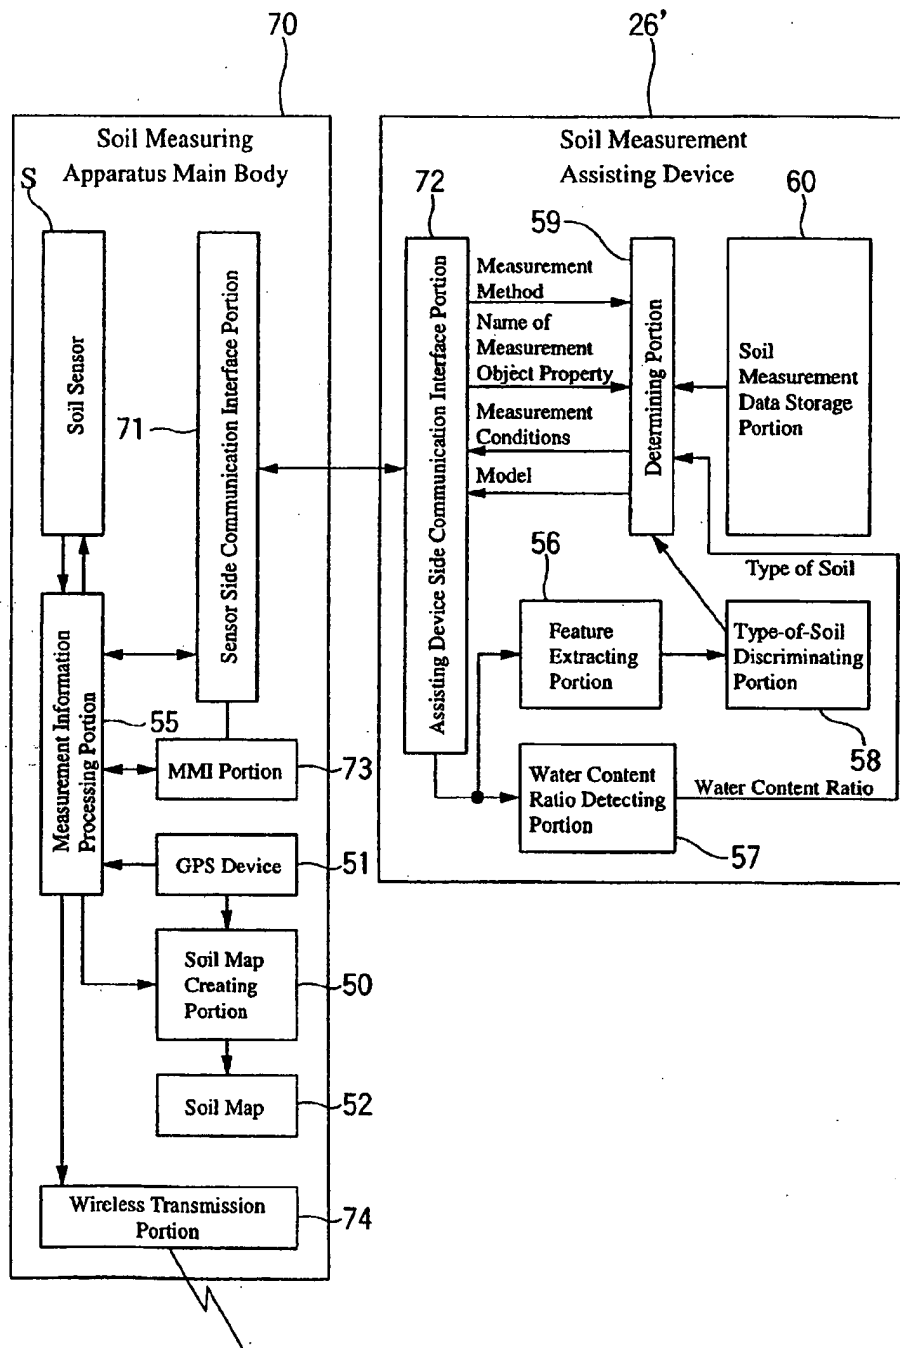 70
26’
Soil Measuring
Apparatus Main Body
S
Soil Sensor
71
Sensor Side Communication Interface Portion
Measurement Information
Processing Portion
55
MMI Portion
73
GPS Device
51
Soil Map
Creating
Portion
50
Soil Map
52
Wireless Transmission
Portion
74
Soil Measurement
Assisting Device
72
Assisting Device Side Communication Interface Portion
59
60
Measurement
Method
Name of
Measurement
Object Property
Measurement
Conditions
Model
Determining Portion
Soil
Measurement
Data Storage
Portion
Type of Soil
56
Feature
Extracting
Portion
Type-of-Soil
Discriminating
Portion
58
Water Content
Ratio Detecting
Portion
57
Water Content Ratio